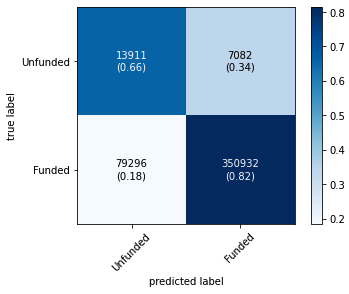 true label
Unfunded
13911
(0.66)
7082
(0.34)
Funded
79296
(0.18)
350932
(0.82)
Unfunded
Funded
predicted label
0.8
0.7
0.6
0.5
0.4
0.3
0.2